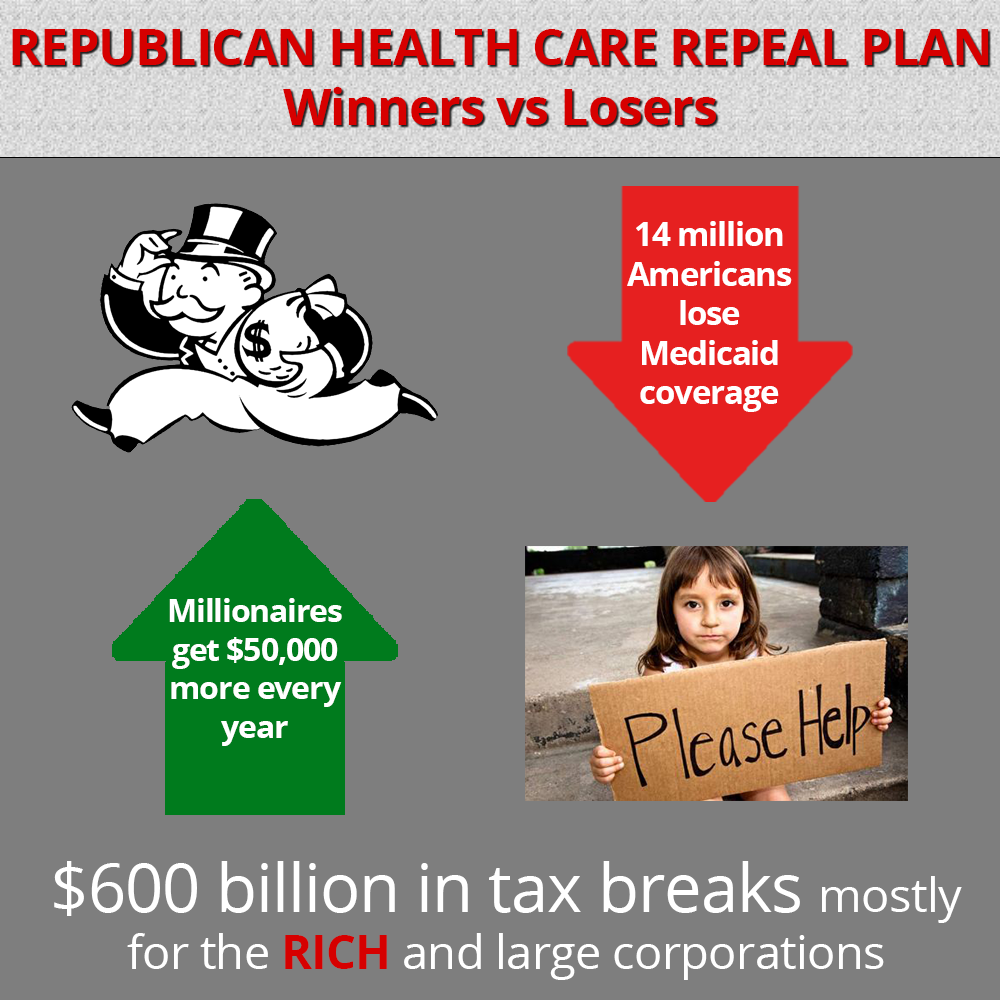 REPUBLICAN HEALTH CARE REPEAL PLAN
Winners vs Losers
$
14 million
Americans
lose
Medicaid
coverage
Millionaires
get $50,000
more every
year
Please Help
$600 billion in tax breaks mostly
for the RICH and large corporations